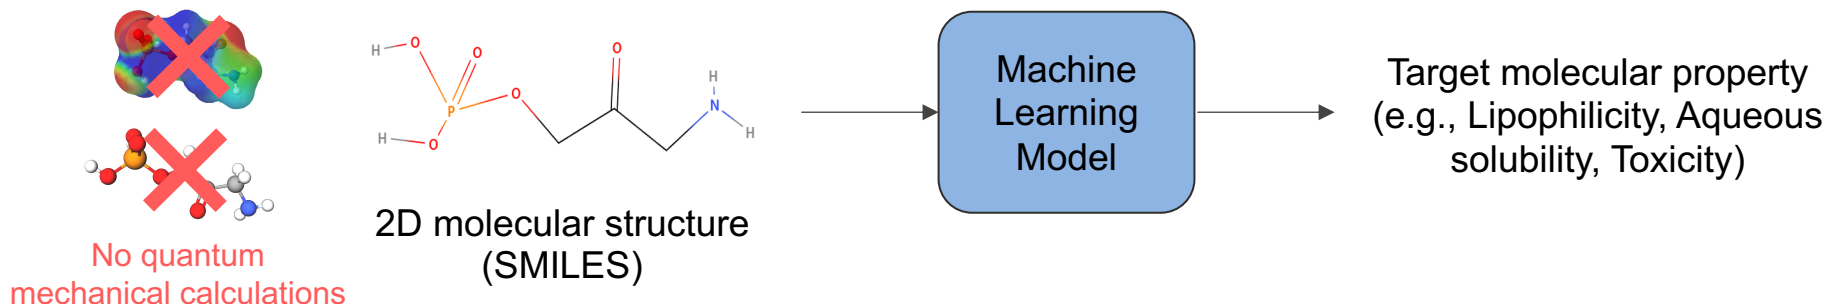 No quantum
mechanical calculations
H
O
O
H
O
P
O
O
H
N
H
2D molecular structure
(SMILES)
Machine
Learning
Model
Target molecular property
(e.g., Lipophilicity, Aqueous
solubility, Toxicity)